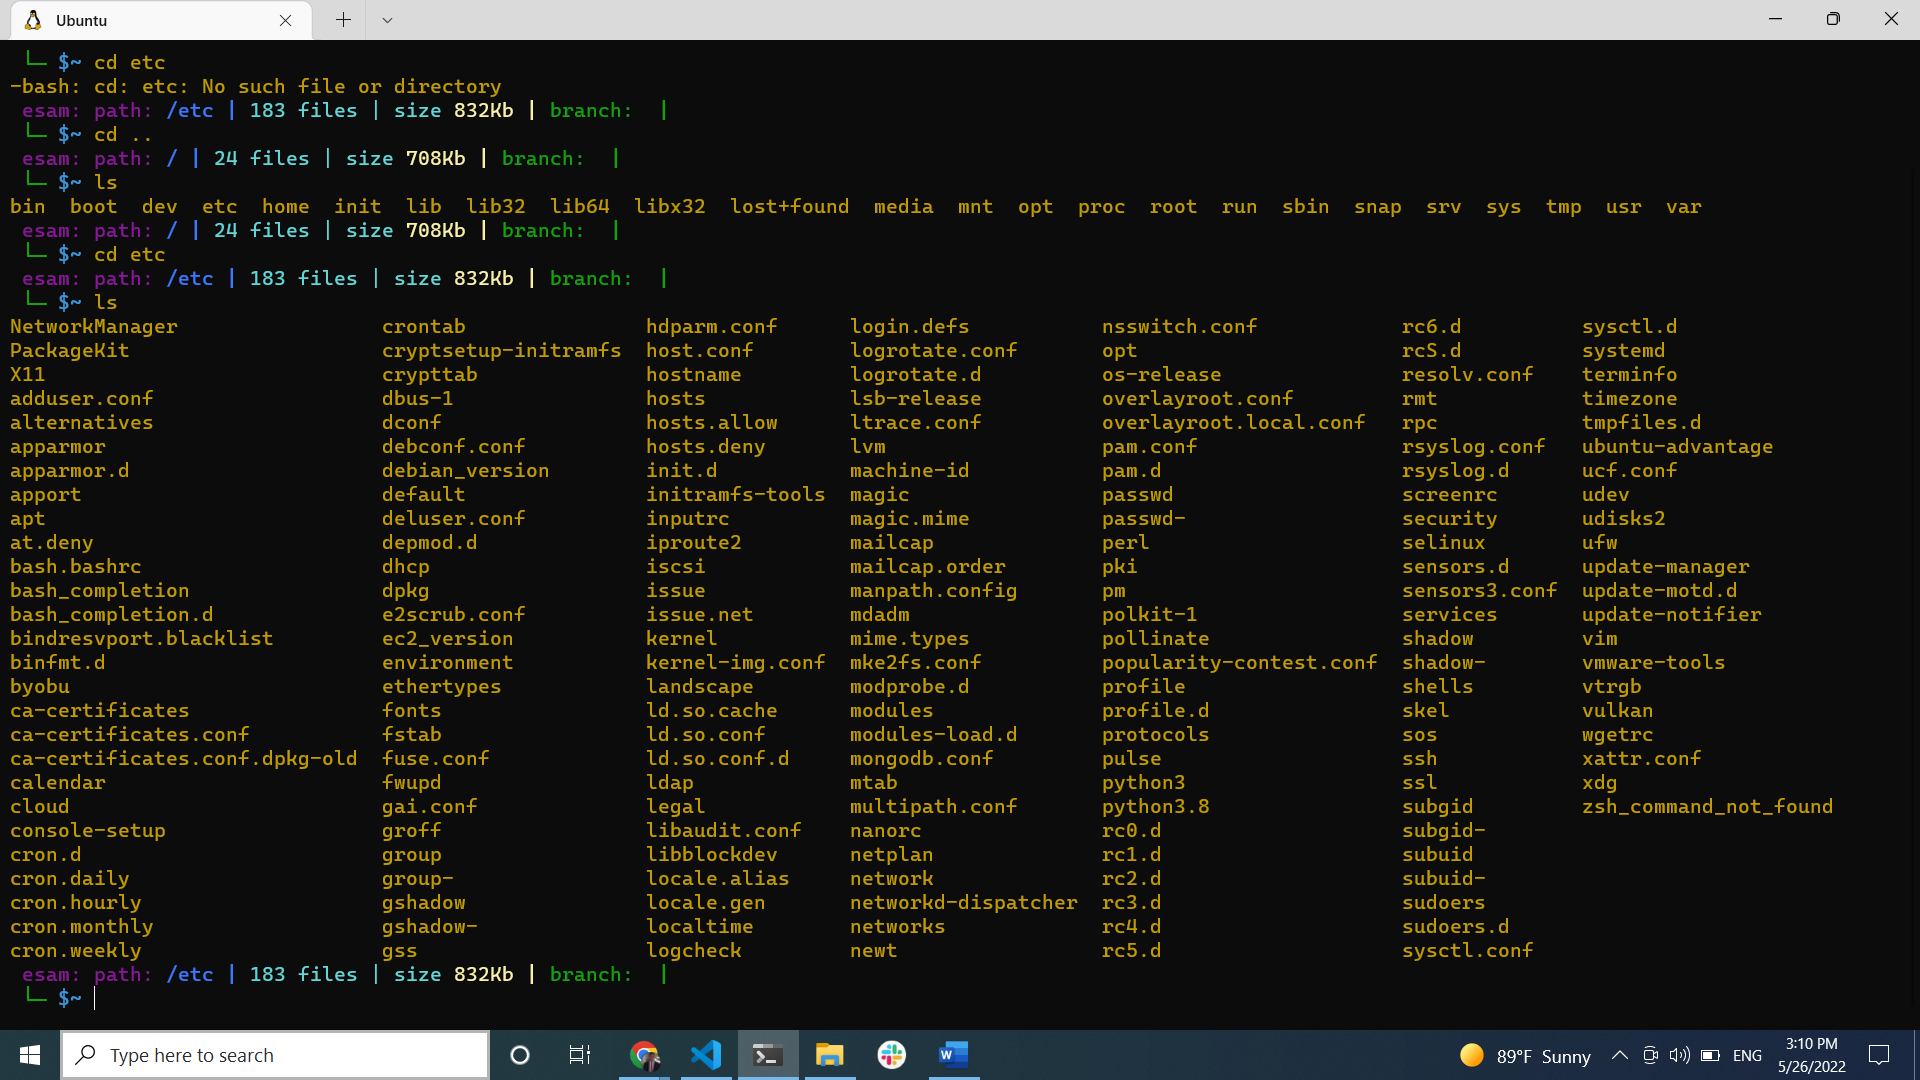 Ubuntu
└─ $~ cd etc
-bash: cd: etc: No such file or directory
esam: path: /etc | 183 files | size 832Kb | branch:  |
└─ $~ cd ..
esam: path: / | 24 files | size 708Kb | branch:  |
└─ $~ ls
bin  boot  dev  etc  home  init  lib  lib32  lib64  libx32  lost+found  media  mnt  opt  proc  root  run  sbin  snap  srv  sys  tmp  usr  var
esam: path: / | 24 files | size 708Kb | branch:  |
└─ $~ cd etc
esam: path: /etc | 183 files | size 832Kb | branch:  |
└─ $~ ls
NetworkManager  crontab  hdparm.conf  login.defs  nsswitch.conf  rc6.d  sysctl.d
PackageKit  cryptsetup-initramfs  host.conf  logrotate.conf  opt  rcS.d  systemd
X11  crypttab  hostname  logrotate.d  os-release  resolv.conf  terminfo
adduser.conf  dbus-1  hosts  lsb-release  overlayroot.conf  rmt  timezone
alternatives  dconf  hosts.allow  ltrace.conf  overlayroot.local.conf  rpc  tmpfiles.d
apparmor  debconf.conf  hosts.deny  lvm  pam.conf  rsyslog.conf  ubuntu-advantage
apparmor.d  debian_version  init.d  machine-id  pam.d  rsyslog.d  ucf.conf
apport  default  initramfs-tools  magic  passwd  screenrc  udev
apt  deluser.conf  inputrc  magic.mime  passwd-  security  udisks2
at.deny  depmod.d  iproute2  mailcap  perl  selinux  ufw
bash.bashrc  dhcp  iscsi  mailcap.order  pki  sensors.d  update-manager
bash_completion  dpkg  issue  manpath.config  pm  sensors3.conf  update-motd.d
bash_completion.d  e2scrub.conf  issue.net  mdadm  polkit-1  services  update-notifier
bindresvport.blacklist  ec2_version  kernel  mime.types  pollinate  shadow  vim
binfmt.d  environment  kernel-img.conf  mke2fs.conf  popularity-contest.conf  shadow-  vmware-tools
byobu  ethertypes  landscape  modprobe.d  profile  shells  vtrgb
ca-certificates  fonts  ld.so.cache  modules  profile.d  skel  vulkan
ca-certificates.conf  fstab  ld.so.conf  modules-load.d  protocols  sos  wgetrc
ca-certificates.conf.dpkg-old  fuse.conf  ld.so.conf.d  mongodb.conf  pulse  ssh  xattr.conf
calendar  fwupd  ldap  mtab  python3  ssl  xdg
cloud  gai.conf  legal  multipath.conf  python3.8  subgid  zsh_command_not_found
console-setup  groff  libaudit.conf  nanorc  rc0.d  subgid-
cron.d  group  libblockdev  netplan  rc1.d  subuid
cron.daily  group-  locale.alias  network  rc2.d  subuid-
cron.hourly  gshadow  locale.gen  networkd-dispatcher  rc3.d  sudoers
cron.monthly  gshadow-  localtime  networks  rc4.d  sudoers.d
cron.weekly  gss  logcheck  newt  rc5.d  sysctl.conf
esam: path: /etc | 183 files | size 832Kb | branch:  |
└─ $~
Type here to search
W
89°F  Sunny
ENG
3:10 PM
5/26/2022